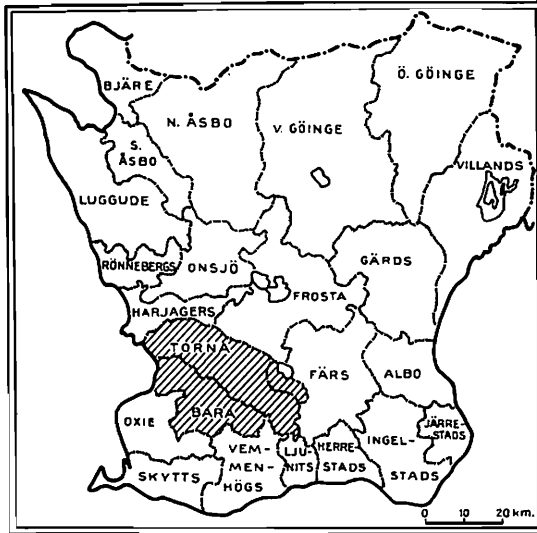 BJÄRE
N. ÅSBO
V. GÖINGE
Ö. GÖINGE
S.
ÅSBO
VILLANDS
LUGGUDE
RÖNNEBERGS
ONSJÖ
GÄRDS
FROSTA
HARJAGERS
TORNA
FÄRS
ALBO
BARA
OXIE
JÄRRE-
STADS
VEM-
MEN-
HÖGS
LJU-
NITS
HERRE-
STADS
INGEL-
STADS
SKYTTS
0 10 20 km.